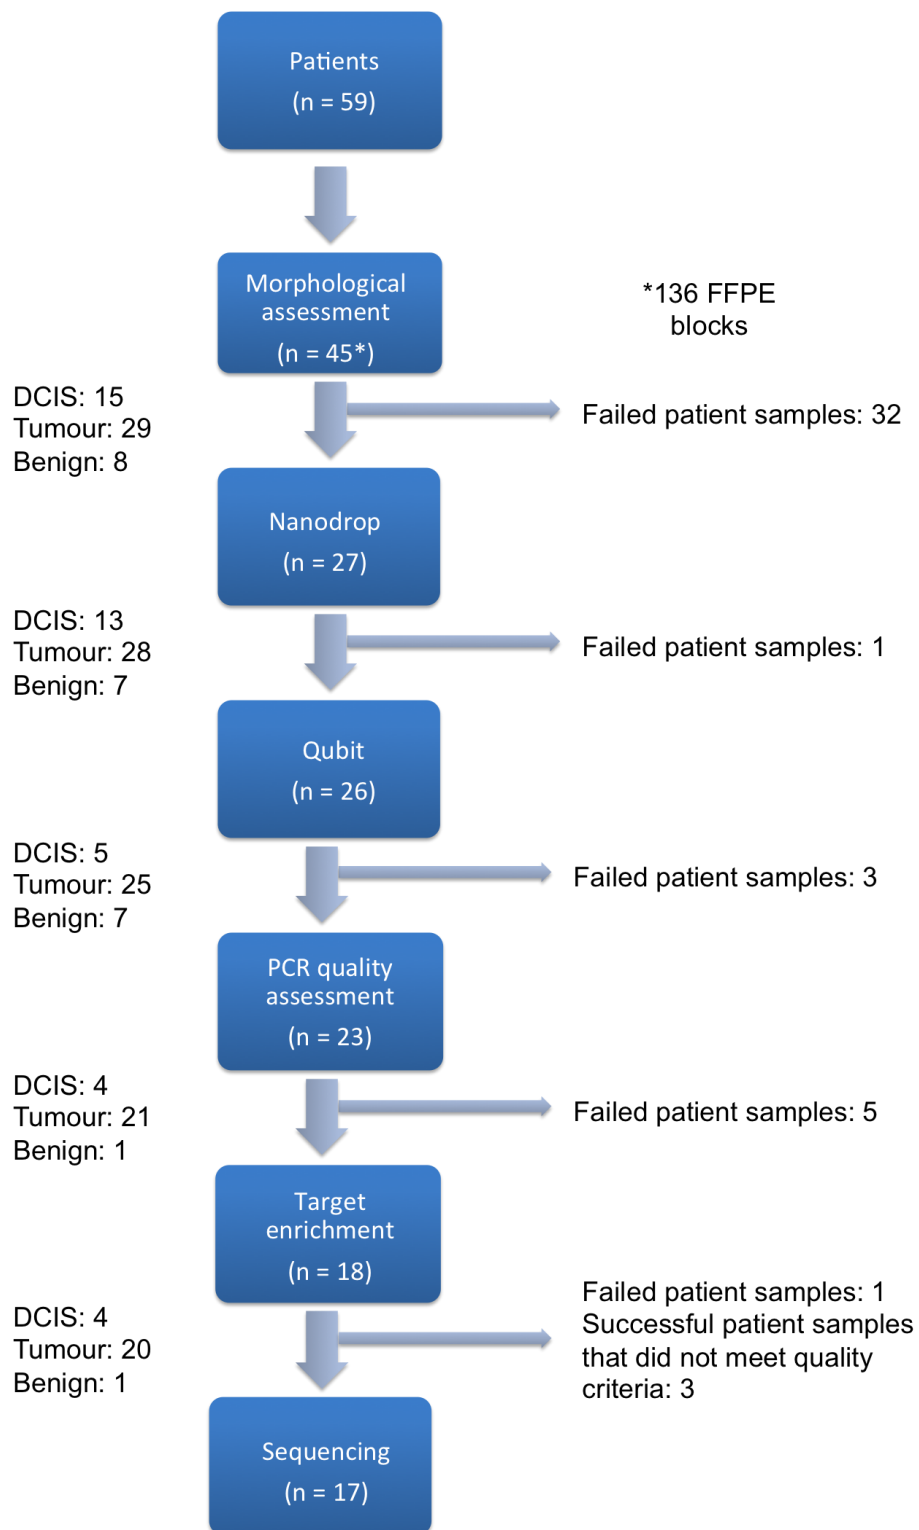 Patients
(n = 59)
Morphological
assessment
(n = 45*)
*136 FFPE
blocks
DCIS: 15
Tumour: 29
Benign: 8
Failed patient samples: 32
Nanodrop
(n = 27)
DCIS: 13
Tumour: 28
Benign: 7
Failed patient samples: 1
Qubit
(n = 26)
DCIS: 5
Tumour: 25
Benign: 7
Failed patient samples: 3
PCR quality
assessment
(n = 23)
DCIS: 4
Tumour: 21
Benign: 1
Failed patient samples: 5
Target
enrichment
(n = 18)
DCIS: 4
Tumour: 20
Benign: 1
Failed patient samples: 1
Successful patient samples
that did not meet quality
criteria: 3
Sequencing
(n = 17)